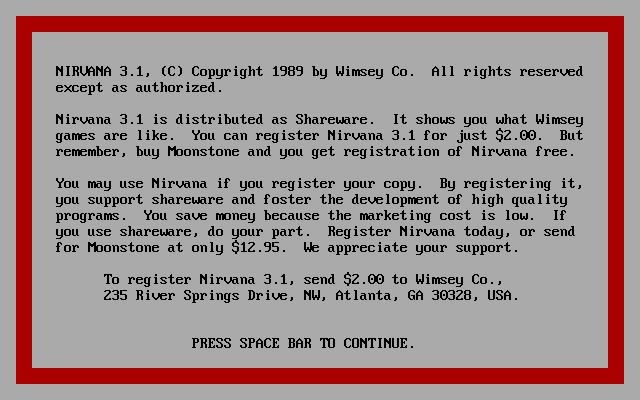 NIRVANA 3.1, (C) Copyright 1989 by Wimsey Co.  All rights reserved
except as authorized.
Nirvana 3.1 is distributed as Shareware.  It shows you what Wimsey
games are like.  You can register Nirvana 3.1 for just $2.00.  But
remember, buy Moonstone and you get registration of Nirvana free.
You may use Nirvana if you register your copy.  By registering it,
you support shareware and foster the development of high quality
programs.  You save money because the marketing cost is low.  If
you use shareware, do your part.  Register Nirvana today, or send
for Moonstone at only $12.95.  We appreciate your support.
To register Nirvana 3.1, send $2.00 to Wimsey Co.,
235 River Springs Drive, NW, Atlanta, GA 30328, USA.
PRESS SPACE BAR TO CONTINUE.